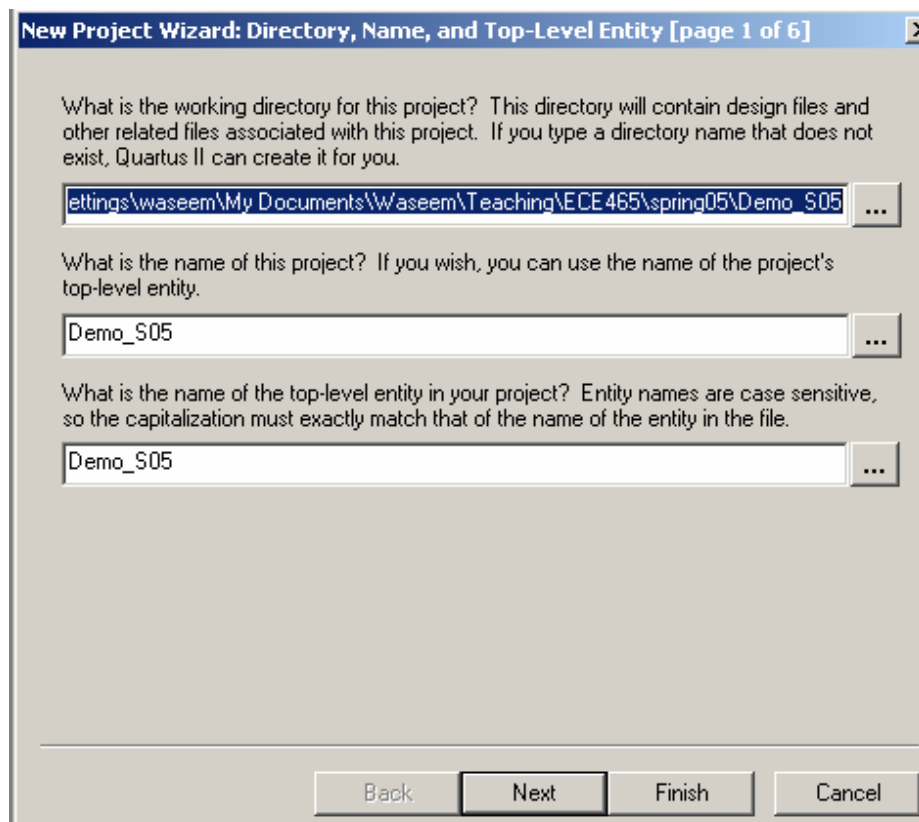 New Project Wizard: Directory, Name, and Top-Level Entity [page 1 of 6]
What is the working directory for this project? This directory will contain design files and
other related files associated with this project. If you type a directory name that does not
exist, Quartus II can create it for you.
ettings\waseem\My Documents\Waseem\Teaching\ECE465\spring05\Demo_S05
...
What is the name of this project? If you wish, you can use the name of the project's
top-level entity.
Demo_S05
...
What is the name of the top-level entity in your project? Entity names are case sensitive,
so the capitalization must exactly match that of the name of the entity in the file.
Demo_S05
...
Back Next Finish Cancel